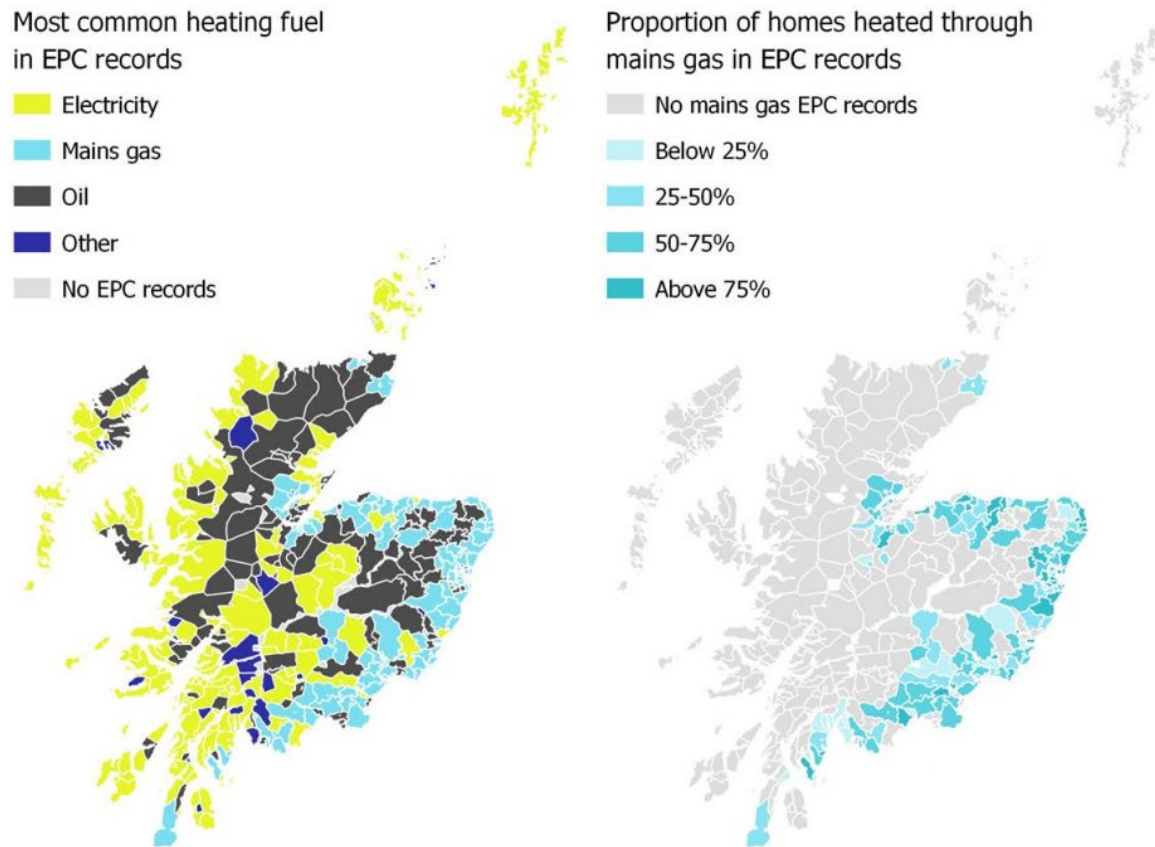 Most common heating fuel
in EPC records
Electricity
Mains gas
Oil
Other
No EPC records
Proportion of homes heated through
mains gas in EPC records
No mains gas EPC records
Below 25%
25-50%
50-75%
Above 75%